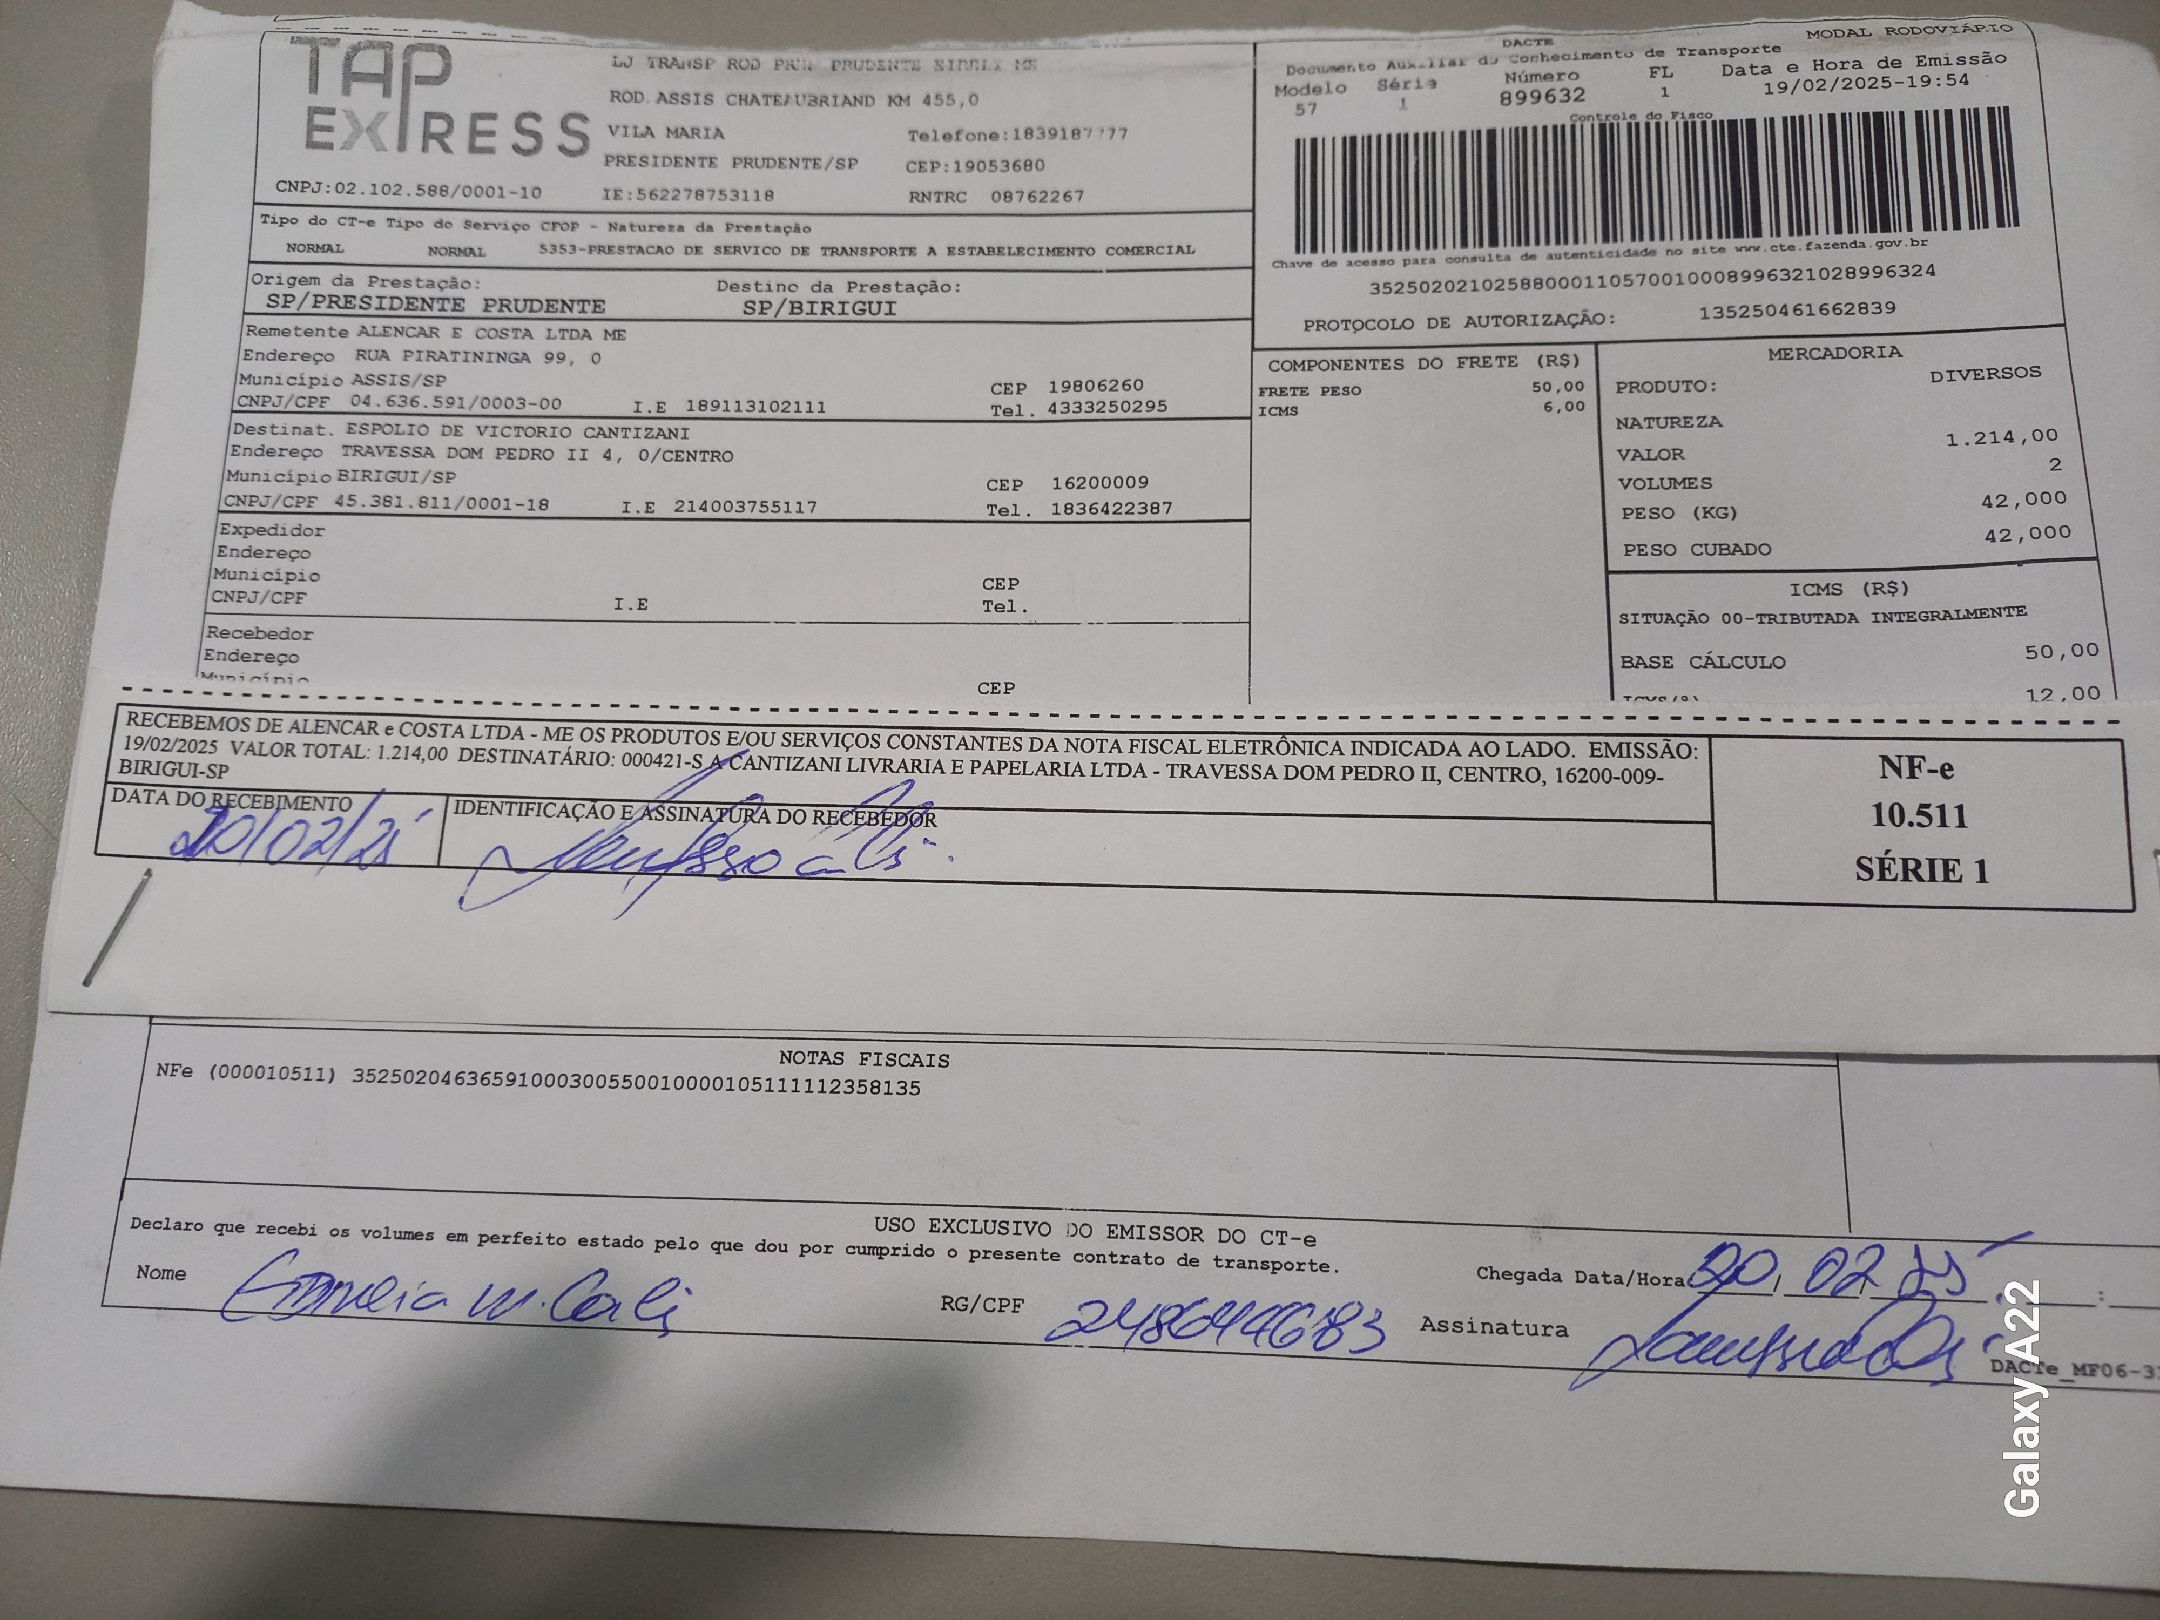 TAP EXPRESS
LJ TRANSP ROD PRUDENTE ME
ROD. ASSIS CHATEAUBRIAND KM 455,0
VILA MARIA Telefone:1839187777
PRESIDENTE PRUDENTE/SP CEP:19053680
CNPJ:02.102.588/0001-10 IE:562278753118 RNTRC 08762267
DACTE MODAL RODOVIÁRIO
Documento Auxiliar do Conhecimento de Transporte
Modelo Série Número FL Data e Hora de Emissão
57 1 899632 1 19/02/2025-19:54
Controle do Fisco
Chave de acesso para consulta de autenticidade no site www.cte.fazenda.gov.br
35250202102588000110570010008996321028996324
PROTOCOLO DE AUTORIZAÇÃO: 135250461662839
Tipo do CT-e Tipo do Serviço CFOP - Natureza da Prestação
NORMAL NORMAL 5353-PRESTACAO DE SERVICO DE TRANSPORTE A ESTABELECIMENTO COMERCIAL
Origem da Prestação: Destino da Prestação:
SP/PRESIDENTE PRUDENTE SP/BIRIGUI
Remetente ALENCAR E COSTA LTDA ME
Endereço RUA PIRATININGA 99, 0
Município ASSIS/SP CEP 19806260
CNPJ/CPF 04.636.591/0003-00 I.E 189113102111 Tel. 4333250295
Destinat. ESPOLIO DE VICTORIO CANTIZANI
Endereço TRAVESSA DOM PEDRO II 4, 0/CENTRO
Município BIRIGUI/SP CEP 16200009
CNPJ/CPF 45.381.811/0001-18 I.E 214003755117 Tel. 1836422387
Expedidor
Endereço
Município CEP
CNPJ/CPF I.E Tel.
Recebedor
Endereço
Município CEP
COMPONENTES DO FRETE (R$)
FRETE PESO 50,00
ICMS 6,00
MERCADORIA
PRODUTO: DIVERSOS
NATUREZA
VALOR 1.214,00
VOLUMES 2
PESO (KG) 42,000
PESO CUBADO 42,000
ICMS (R$)
SITUAÇÃO 00-TRIBUTADA INTEGRALMENTE
BASE CÁLCULO 50,00
ICMS(%) 12,00
RECEBEMOS DE ALENCAR e COSTA LTDA - ME OS PRODUTOS E/OU SERVIÇOS CONSTANTES DA NOTA FISCAL ELETRÔNICA INDICADA AO LADO. EMISSÃO:
19/02/2025 VALOR TOTAL: 1.214,00 DESTINATÁRIO: 000421-S A CANTIZANI LIVRARIA E PAPELARIA LTDA - TRAVESSA DOM PEDRO II, CENTRO, 16200-009-
BIRIGUI-SP
DATA DO RECEBIMENTO IDENTIFICAÇÃO E ASSINATURA DO RECEBEDOR
20/02/25
NF-e
10.511
SÉRIE 1
NOTAS FISCAIS
NFe (000010511) 35250204636591000300550010000105111112358135
USO EXCLUSIVO DO EMISSOR DO CT-e
Declaro que recebi os volumes em perfeito estado pelo que dou por cumprido o presente contrato de transporte.
Nome RG/CPF Chegada Data/Hora 20/02/25 :
Assinatura
DACTe_MF06-31
Galaxy A22